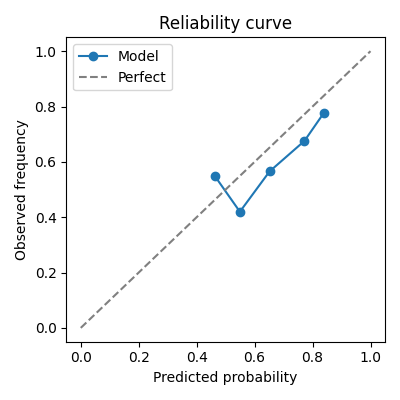 Reliability curve
Model
Perfect
Observed frequency
1.0
0.8
0.6
0.4
0.2
0.0
0.0 0.2 0.4 0.6 0.8 1.0
Predicted probability